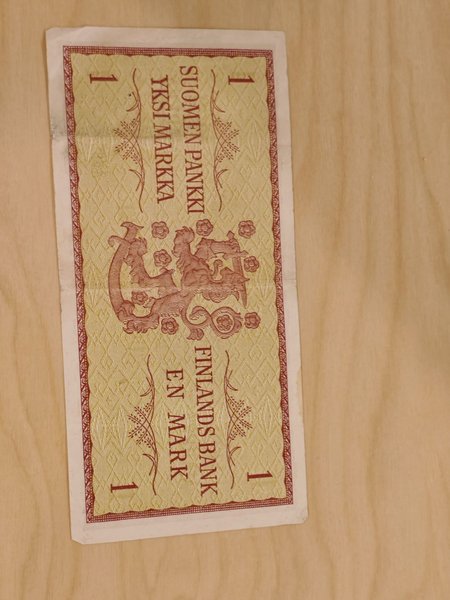 1 1
SUOMEN PANKKI
YKSI MARKKA
FINLANDS BANK
EN MARK
1 1